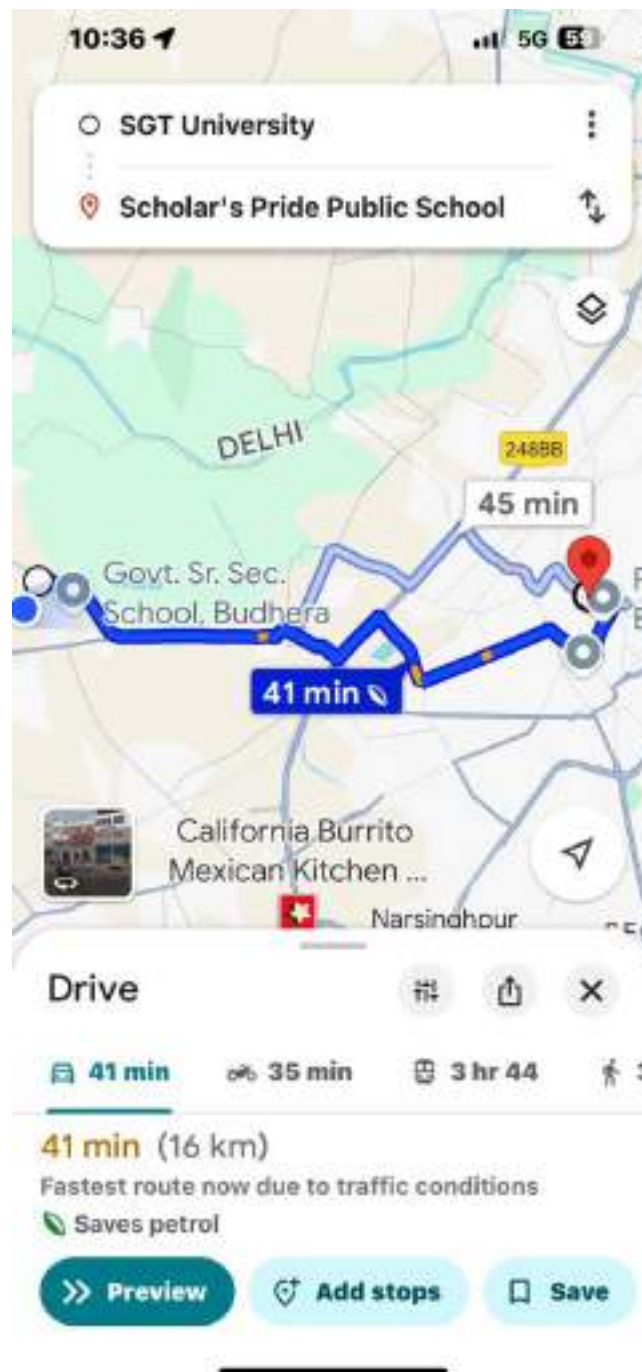 10:36
5G 59
SGT University
Scholar's Pride Public School
DELHI
248BB
45 min
Govt. Sr. Sec.
School, Budhera
41 min
California Burrito
Mexican Kitchen ...
Narsinghpur
Drive
41 min
35 min
3 hr 44
41 min (16 km)
Fastest route now due to traffic conditions
Saves petrol
Preview
Add stops
Save